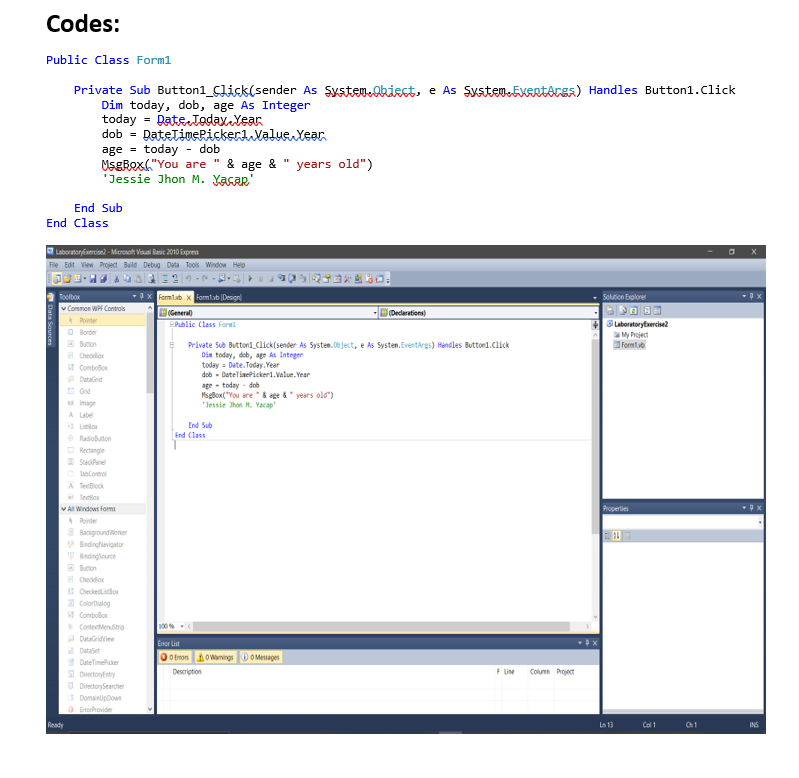 Codes:
Public Class Form1
Private Sub Button1_Click(sender As System.Object, e As System.EventArgs) Handles Button1.Click
Dim today, dob, age As Integer
today = Date.Today.Year
dob = DateTimePicker1.Value.Year
age = today - dob
MsgBox("You are " & age & " years old")
'Jessie Jhon M. Yacap'
End Sub
End Class
LaboratoryExercise2 - Microsoft Visual Basic 2010 Express
File Edit View Project Build Debug Data Tools Window Help
Data Sources
Toolbox
Common WPF Controls
Pointer
Border
Button
CheckBox
ComboBox
DataGrid
Grid
Image
Label
ListBox
RadioButton
Rectangle
StackPanel
TabControl
TextBlock
TextBox
All Windows Forms
Pointer
BackgroundWorker
BindingNavigator
BindingSource
Button
CheckBox
CheckedListBox
ColorDialog
ComboBox
ContextMenuStrip
DataGridView
DataSet
DateTimePicker
DirectoryEntry
DirectorySearcher
DomainUpDown
ErrorProvider
Form1.vb X Form1.vb [Design]
(General) (Declarations)
Public Class Form1
Private Sub Button1_Click(sender As System.Object, e As System.EventArgs) Handles Button1.Click
Dim today, dob, age As Integer
today = Date.Today.Year
dob = DateTimePicker1.Value.Year
age = today - dob
MsgBox("You are " & age & " years old")
'Jessie Jhon M. Yacap'
End Sub
End Class
100 %
Error List
0 Errors 0 Warnings 0 Messages
Description F Line Column Project
Solution Explorer
LaboratoryExercise2
My Project
Form1.vb
Properties
Ready Ln 13 Col 1 Ch 1 INS